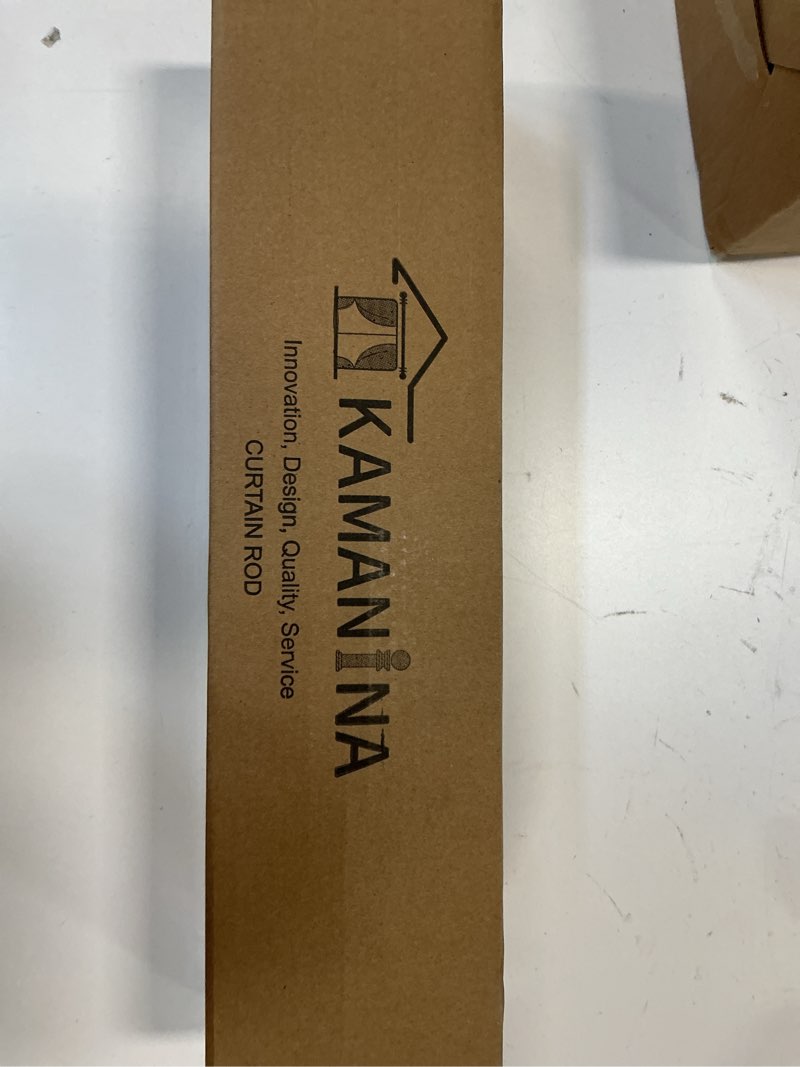 KAMANiNA
Innovation, Design, Quality, Service
CURTAIN ROD